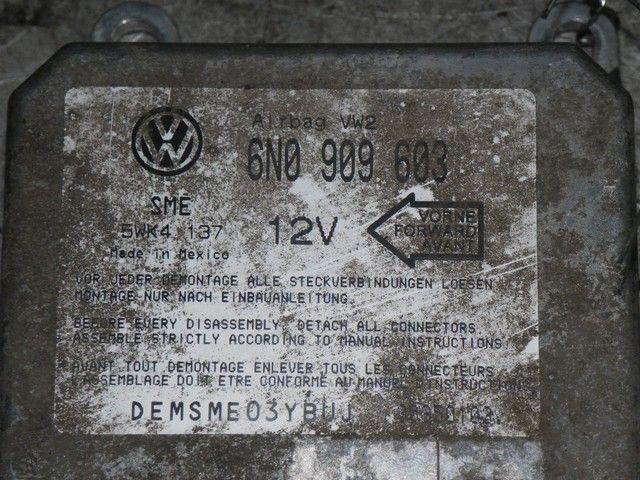 Airbag VW2
6N0 909 603
SME
5WK4 137
Made in Mexico
12V
VORNE
FORWARD
AVANT
VOR JEDER DEMONTAGE ALLE STECKVERBINDUNGEN LOESEN
MONTAGE NUR NACH EINBAUANLEITUNG.
BEFORE EVERY DISASSEMBLY, DETACH ALL CONNECTORS
ASSEMBLE STRICTLY ACCORDING TO MANUAL INSTRUCTIONS
AVANT TOUT DEMONTAGE ENLEVER TOUS LES CONNECTEURS
L'ASSEMBLAGE DOIT ETRE CONFORME AU MANUEL D'INSTRUCTION
DEMSME03YBUJ